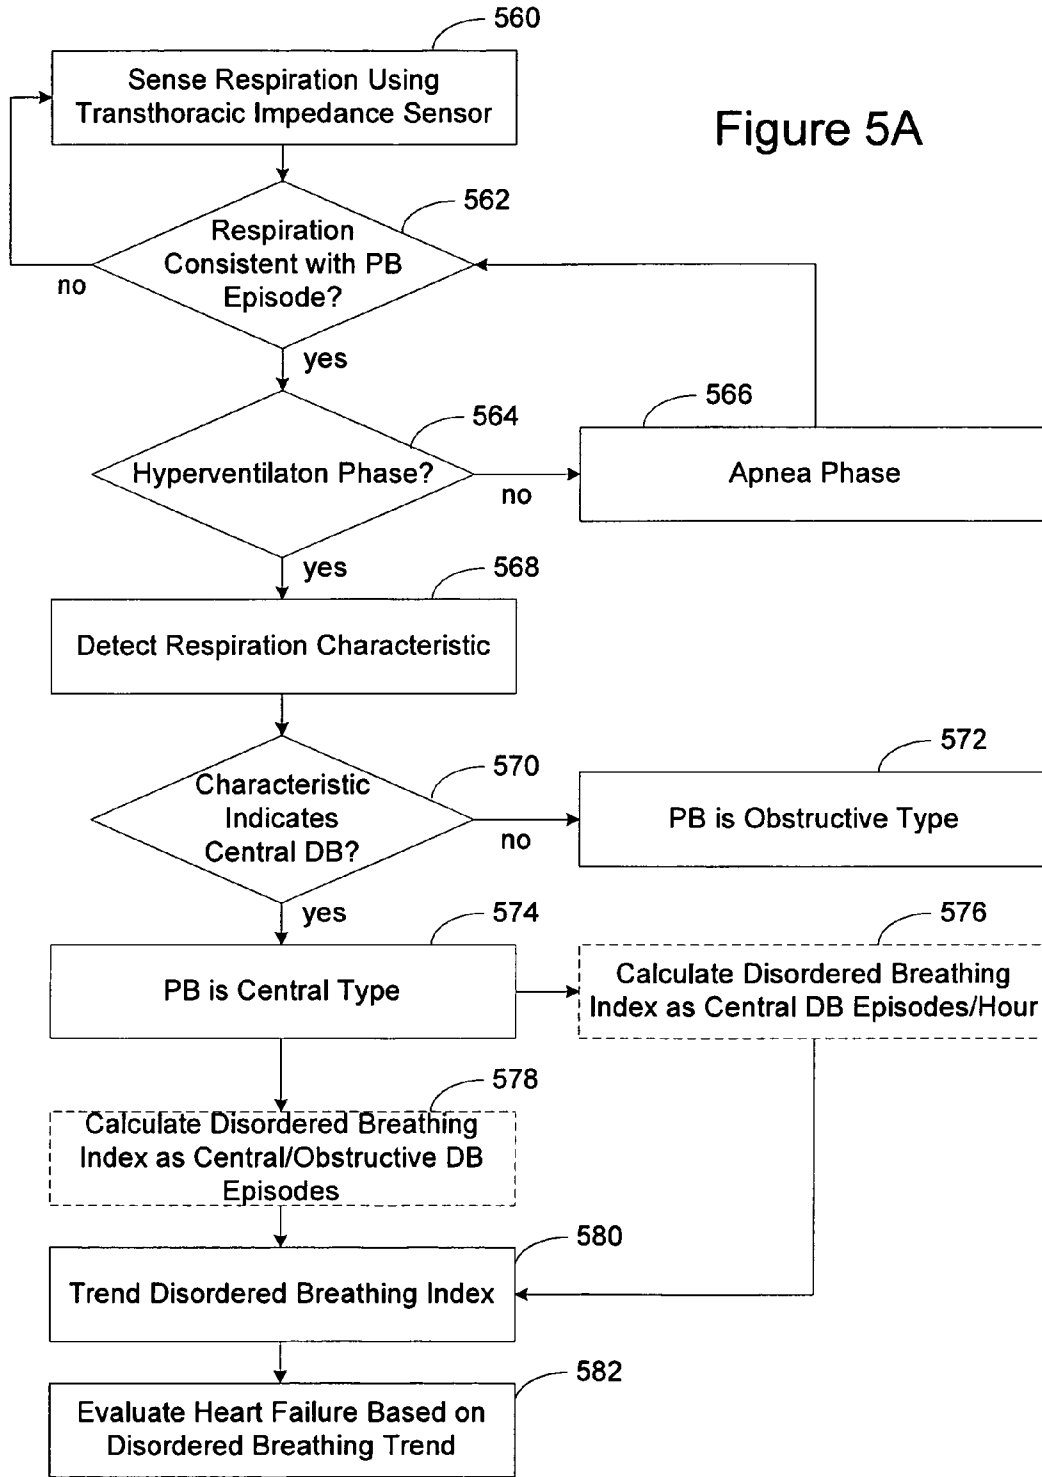 560
Sense Respiration Using
Transthoracic Impedance Sensor
Figure 5A
562
Respiration
Consistent with PB
Episode?
no
yes
564
Hyperventilaton Phase?
no
566
Apnea Phase
yes
568
Detect Respiration Characteristic
570
Characteristic
Indicates
Central DB?
no
572
PB is Obstructive Type
yes
574
PB is Central Type
576
Calculate Disordered Breathing
Index as Central DB Episodes/Hour
578
Calculate Disordered Breathing
Index as Central/Obstructive DB
Episodes
580
Trend Disordered Breathing Index
582
Evaluate Heart Failure Based on
Disordered Breathing Trend